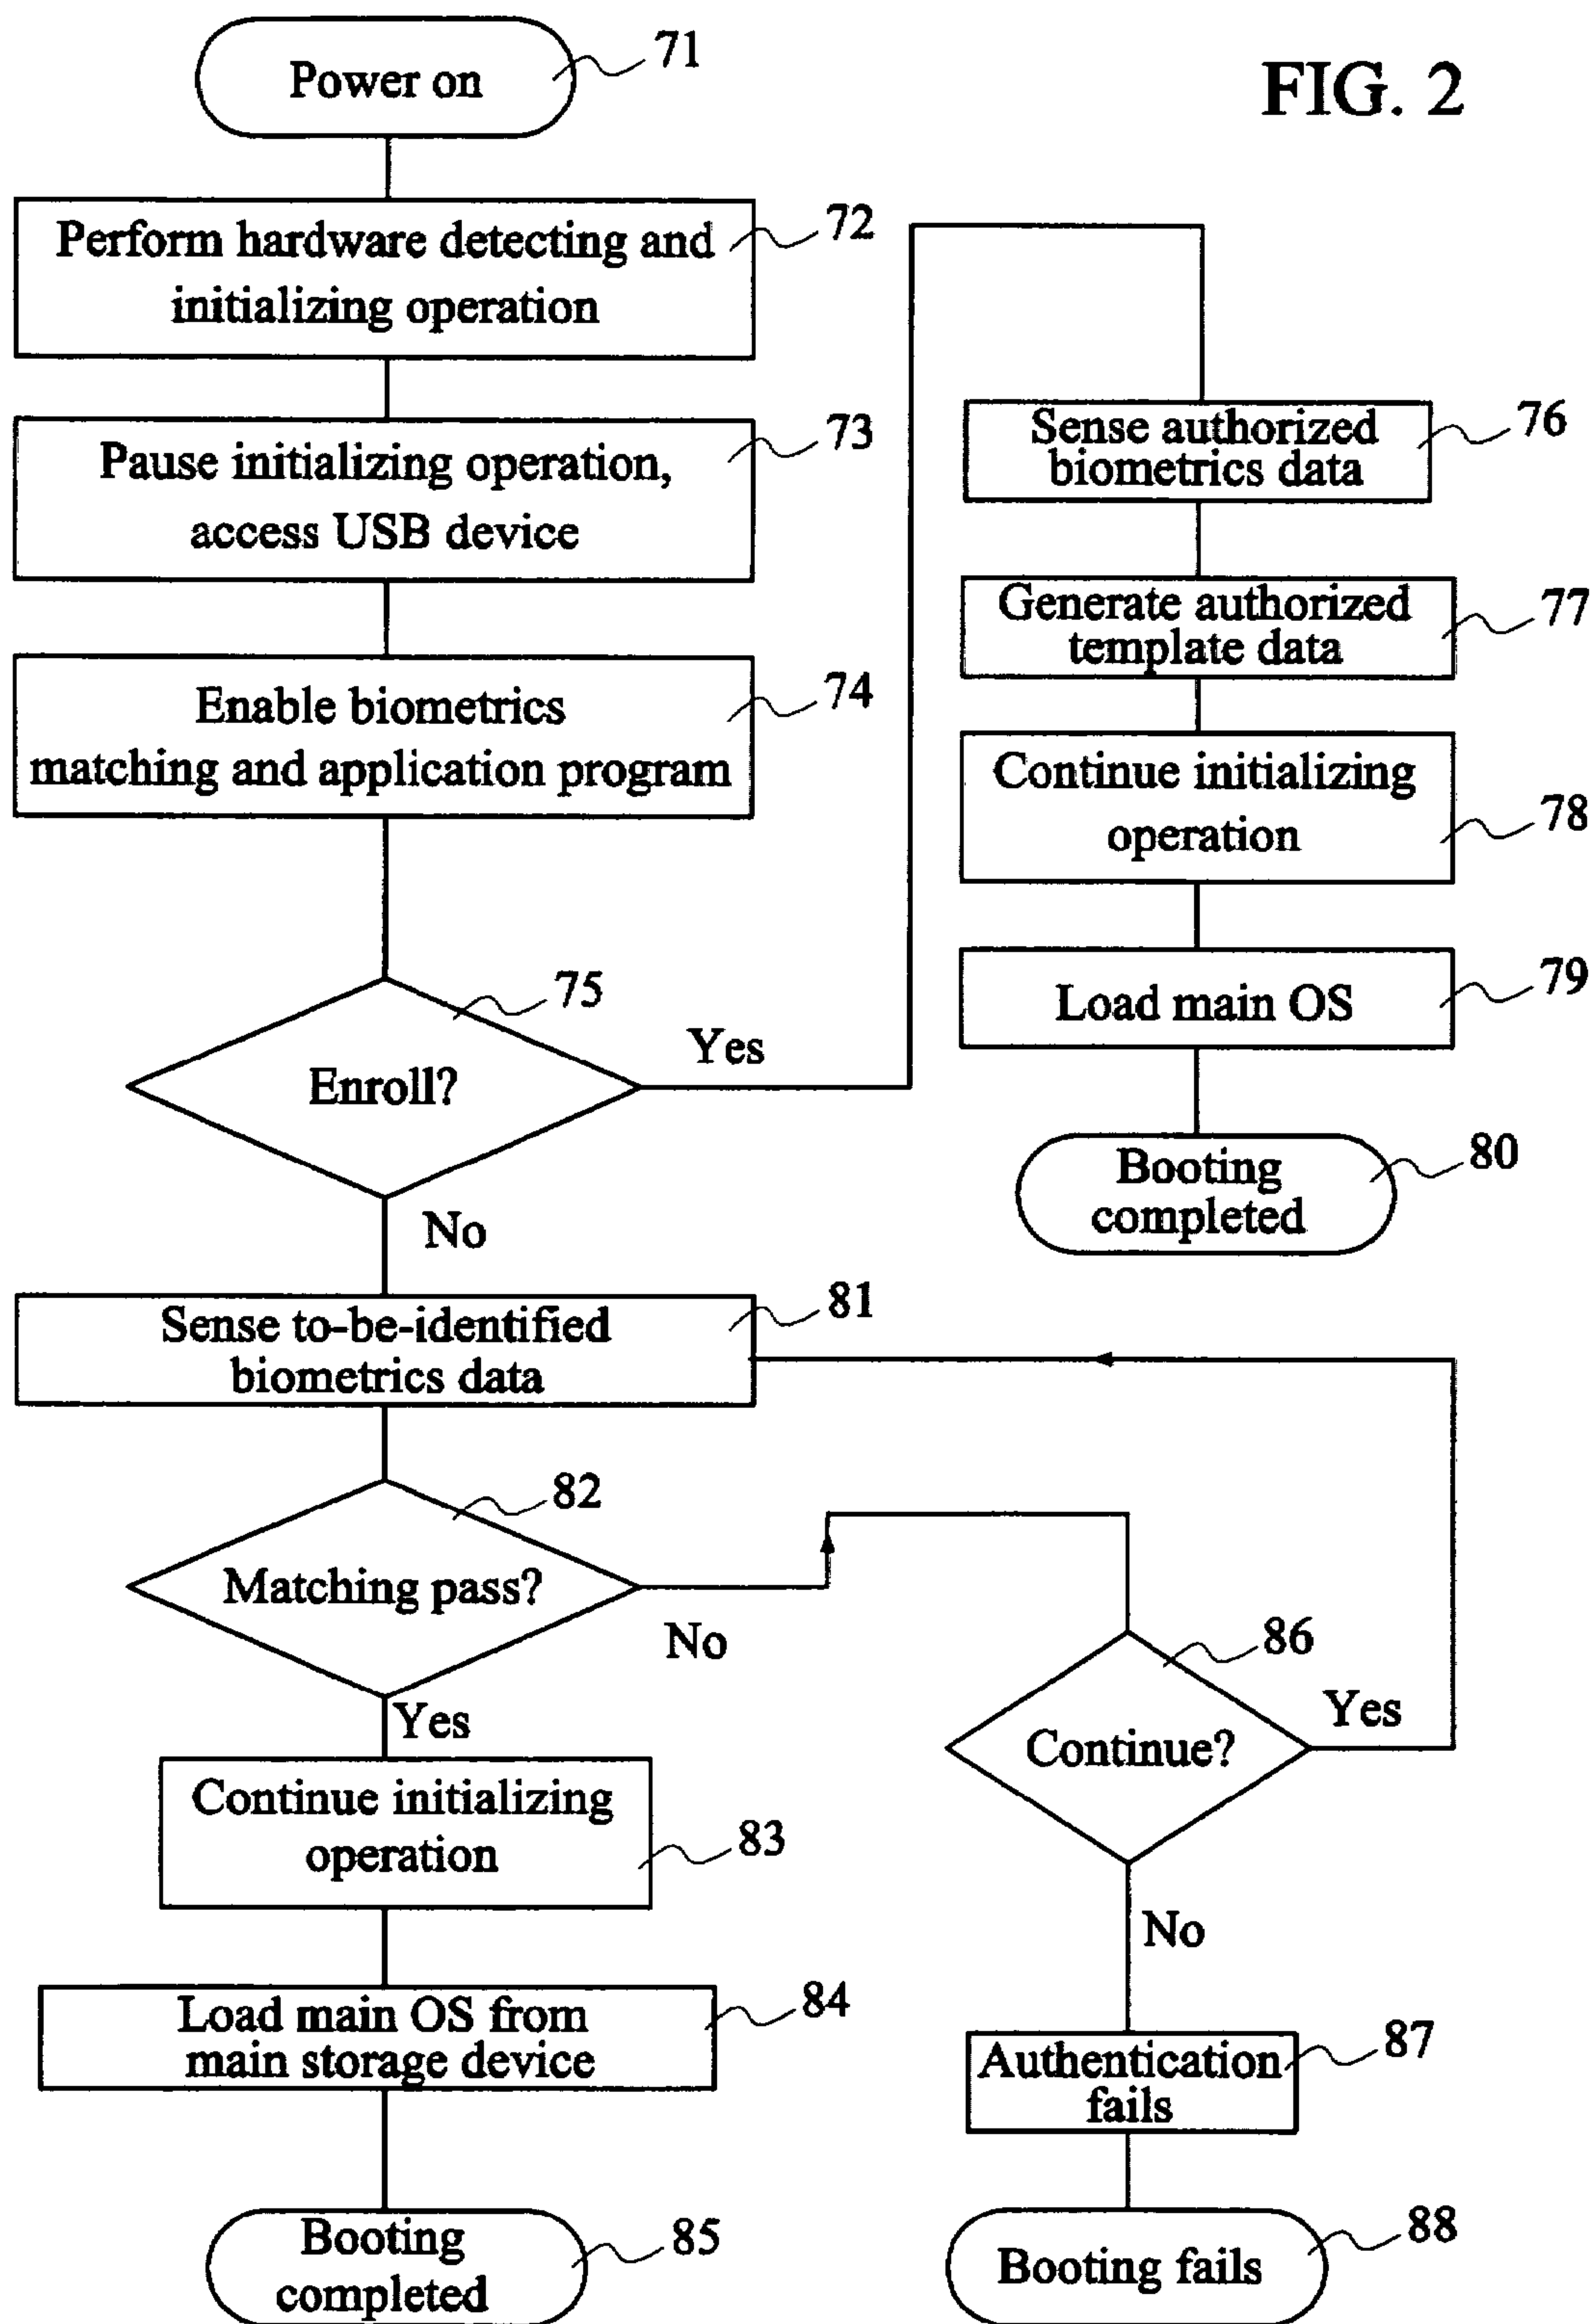 FIG. 2
Power on
71
Perform hardware detecting and
initializing operation
72
Pause initializing operation,
access USB device
73
Enable biometrics
matching and application program
74
Enroll?
75
Yes
No
Sense authorized
biometrics data
76
Generate authorized
template data
77
Continue initializing
operation
78
Load main OS
79
Booting
completed
80
Sense to-be-identified
biometrics data
81
Matching pass?
82
No
Yes
Continue initializing
operation
83
Load main OS from
main storage device
84
Booting
completed
85
Continue?
86
Yes
No
Authentication
fails
87
Booting fails
88